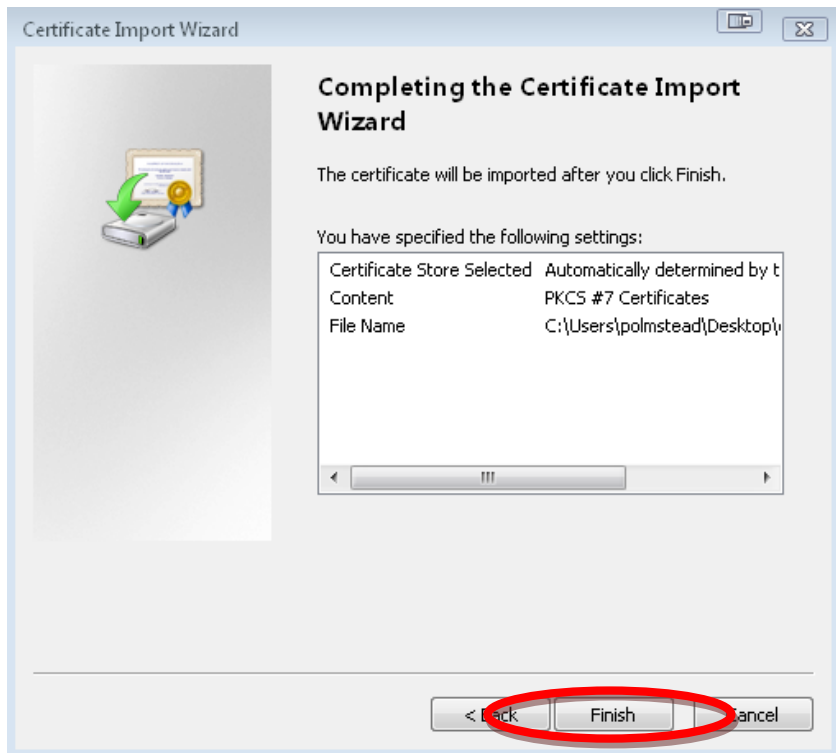 Certificate Import Wizard
Completing the Certificate Import
Wizard
The certificate will be imported after you click Finish.
You have specified the following settings:
Certificate Store Selected Automatically determined by t
Content PKCS #7 Certificates
File Name C:\Users\polmstead\Desktop\
< Back Finish Cancel